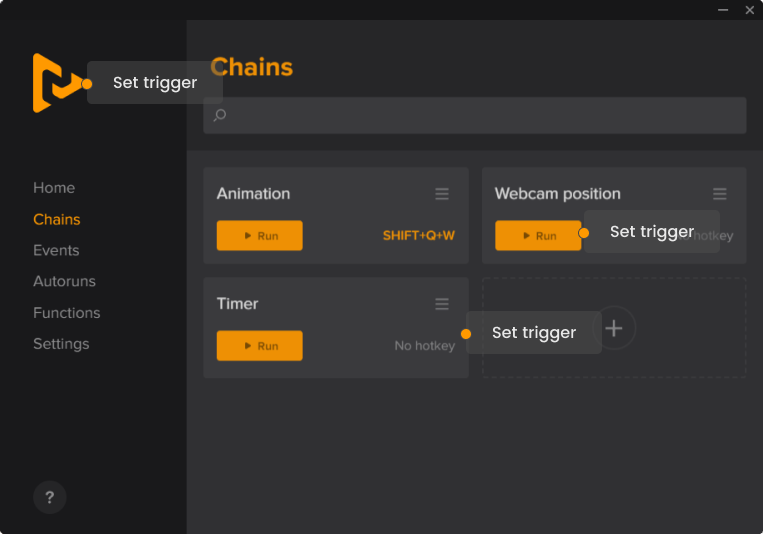 Set trigger
Chains
Home
Chains
Events
Autoruns
Functions
Settings
?
Animation
Run
SHIFT+Q+W
Webcam position
Run
Set trigger
No hotkey
Timer
Run
No hotkey
Set trigger